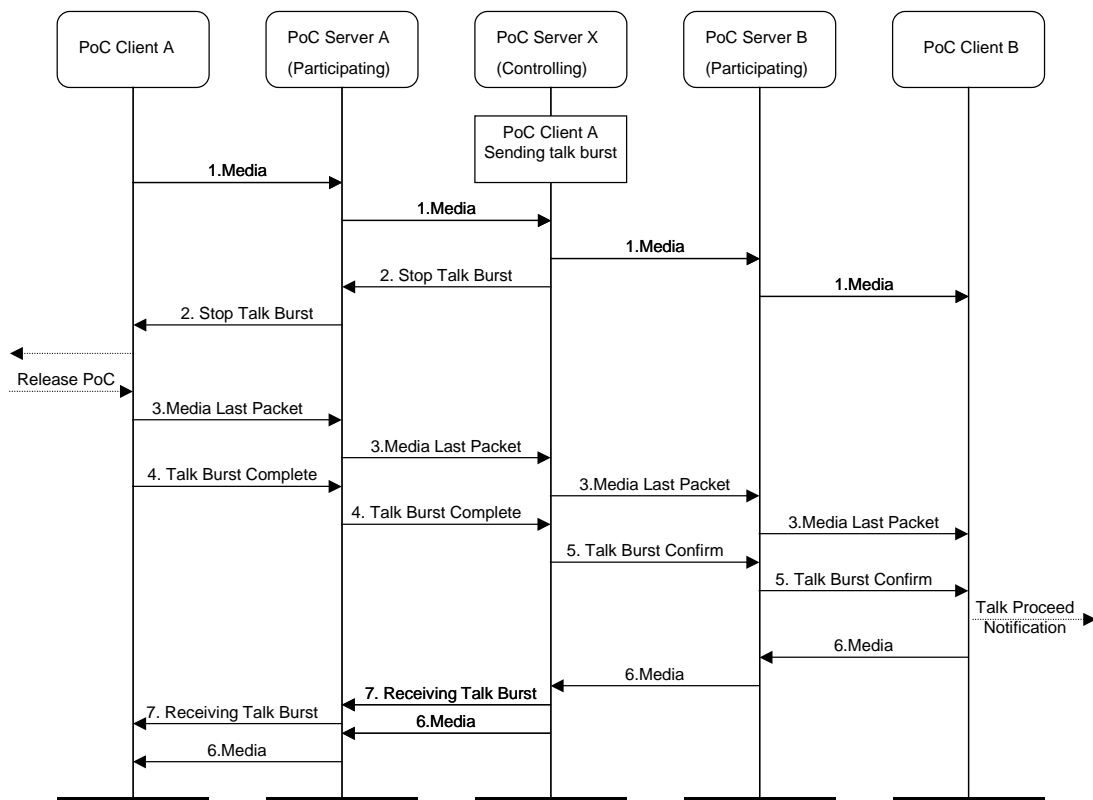 PoC Client A
PoC Server A
(Participating)
PoC Server X
(Controlling)
PoC Server B
(Participating)
PoC Client B
PoC Client A
Sending talk burst
1.Media
1.Media
1.Media
2. Stop Talk Burst
1.Media
2. Stop Talk Burst
Release PoC
3.Media Last Packet
3.Media Last Packet
4. Talk Burst Complete
3.Media Last Packet
4. Talk Burst Complete
3.Media Last Packet
5. Talk Burst Confirm
5. Talk Burst Confirm
Talk Proceed
Notification
6.Media
6.Media
7. Receiving Talk Burst
7. Receiving Talk Burst
6.Media
6.Media